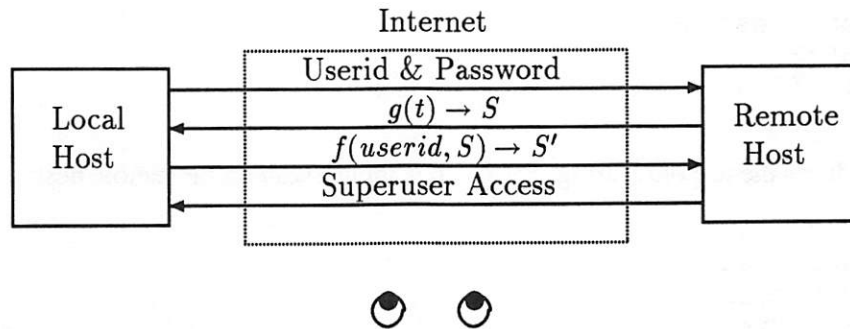 Internet
Userid & Password
g(t) → S
Local
Host
f(userid, S) → S'
Remote
Host
Superuser Access